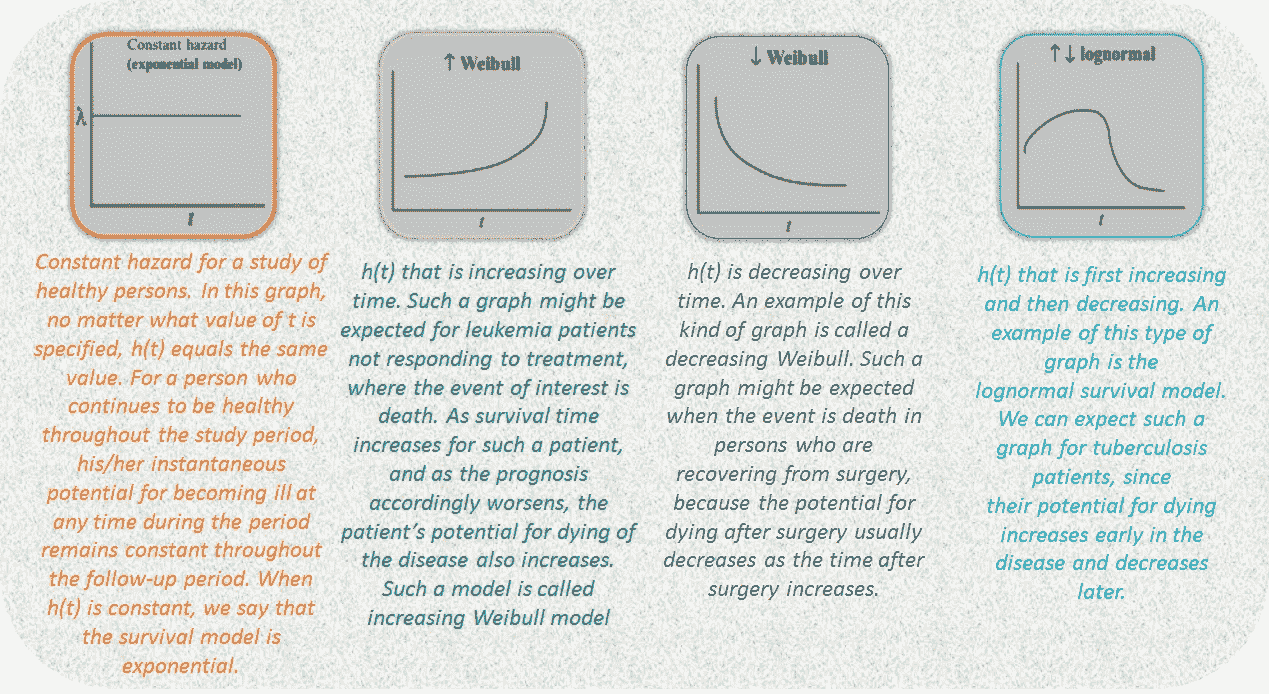 Constant hazard
(exponential model)
λ
t
Constant hazard for a study of
healthy persons. In this graph,
no matter what value of t is
specified, h(t) equals the same
value. For a person who
continues to be healthy
throughout the study period,
his/her instantaneous
potential for becoming ill at
any time during the period
remains constant throughout
the follow-up period. When
h(t) is constant, we say that
the survival model is
exponential.
↑ Weibull
t
h(t) that is increasing over
time. Such a graph might be
expected for leukemia patients
not responding to treatment,
where the event of interest is
death. As survival time
increases for such a patient,
and as the prognosis
accordingly worsens, the
patient’s potential for dying of
the disease also increases.
Such a model is called
increasing Weibull model
↓ Weibull
t
h(t) is decreasing over
time. An example of this
kind of graph is called a
decreasing Weibull. Such a
graph might be expected
when the event is death in
persons who are
recovering from surgery,
because the potential for
dying after surgery usually
decreases as the time after
surgery increases.
↑↓ lognormal
t
h(t) that is first increasing
and then decreasing. An
example of this type of
graph is the
lognormal survival model.
We can expect such a
graph for tuberculosis
patients, since
their potential for dying
increases early in the
disease and decreases
later.